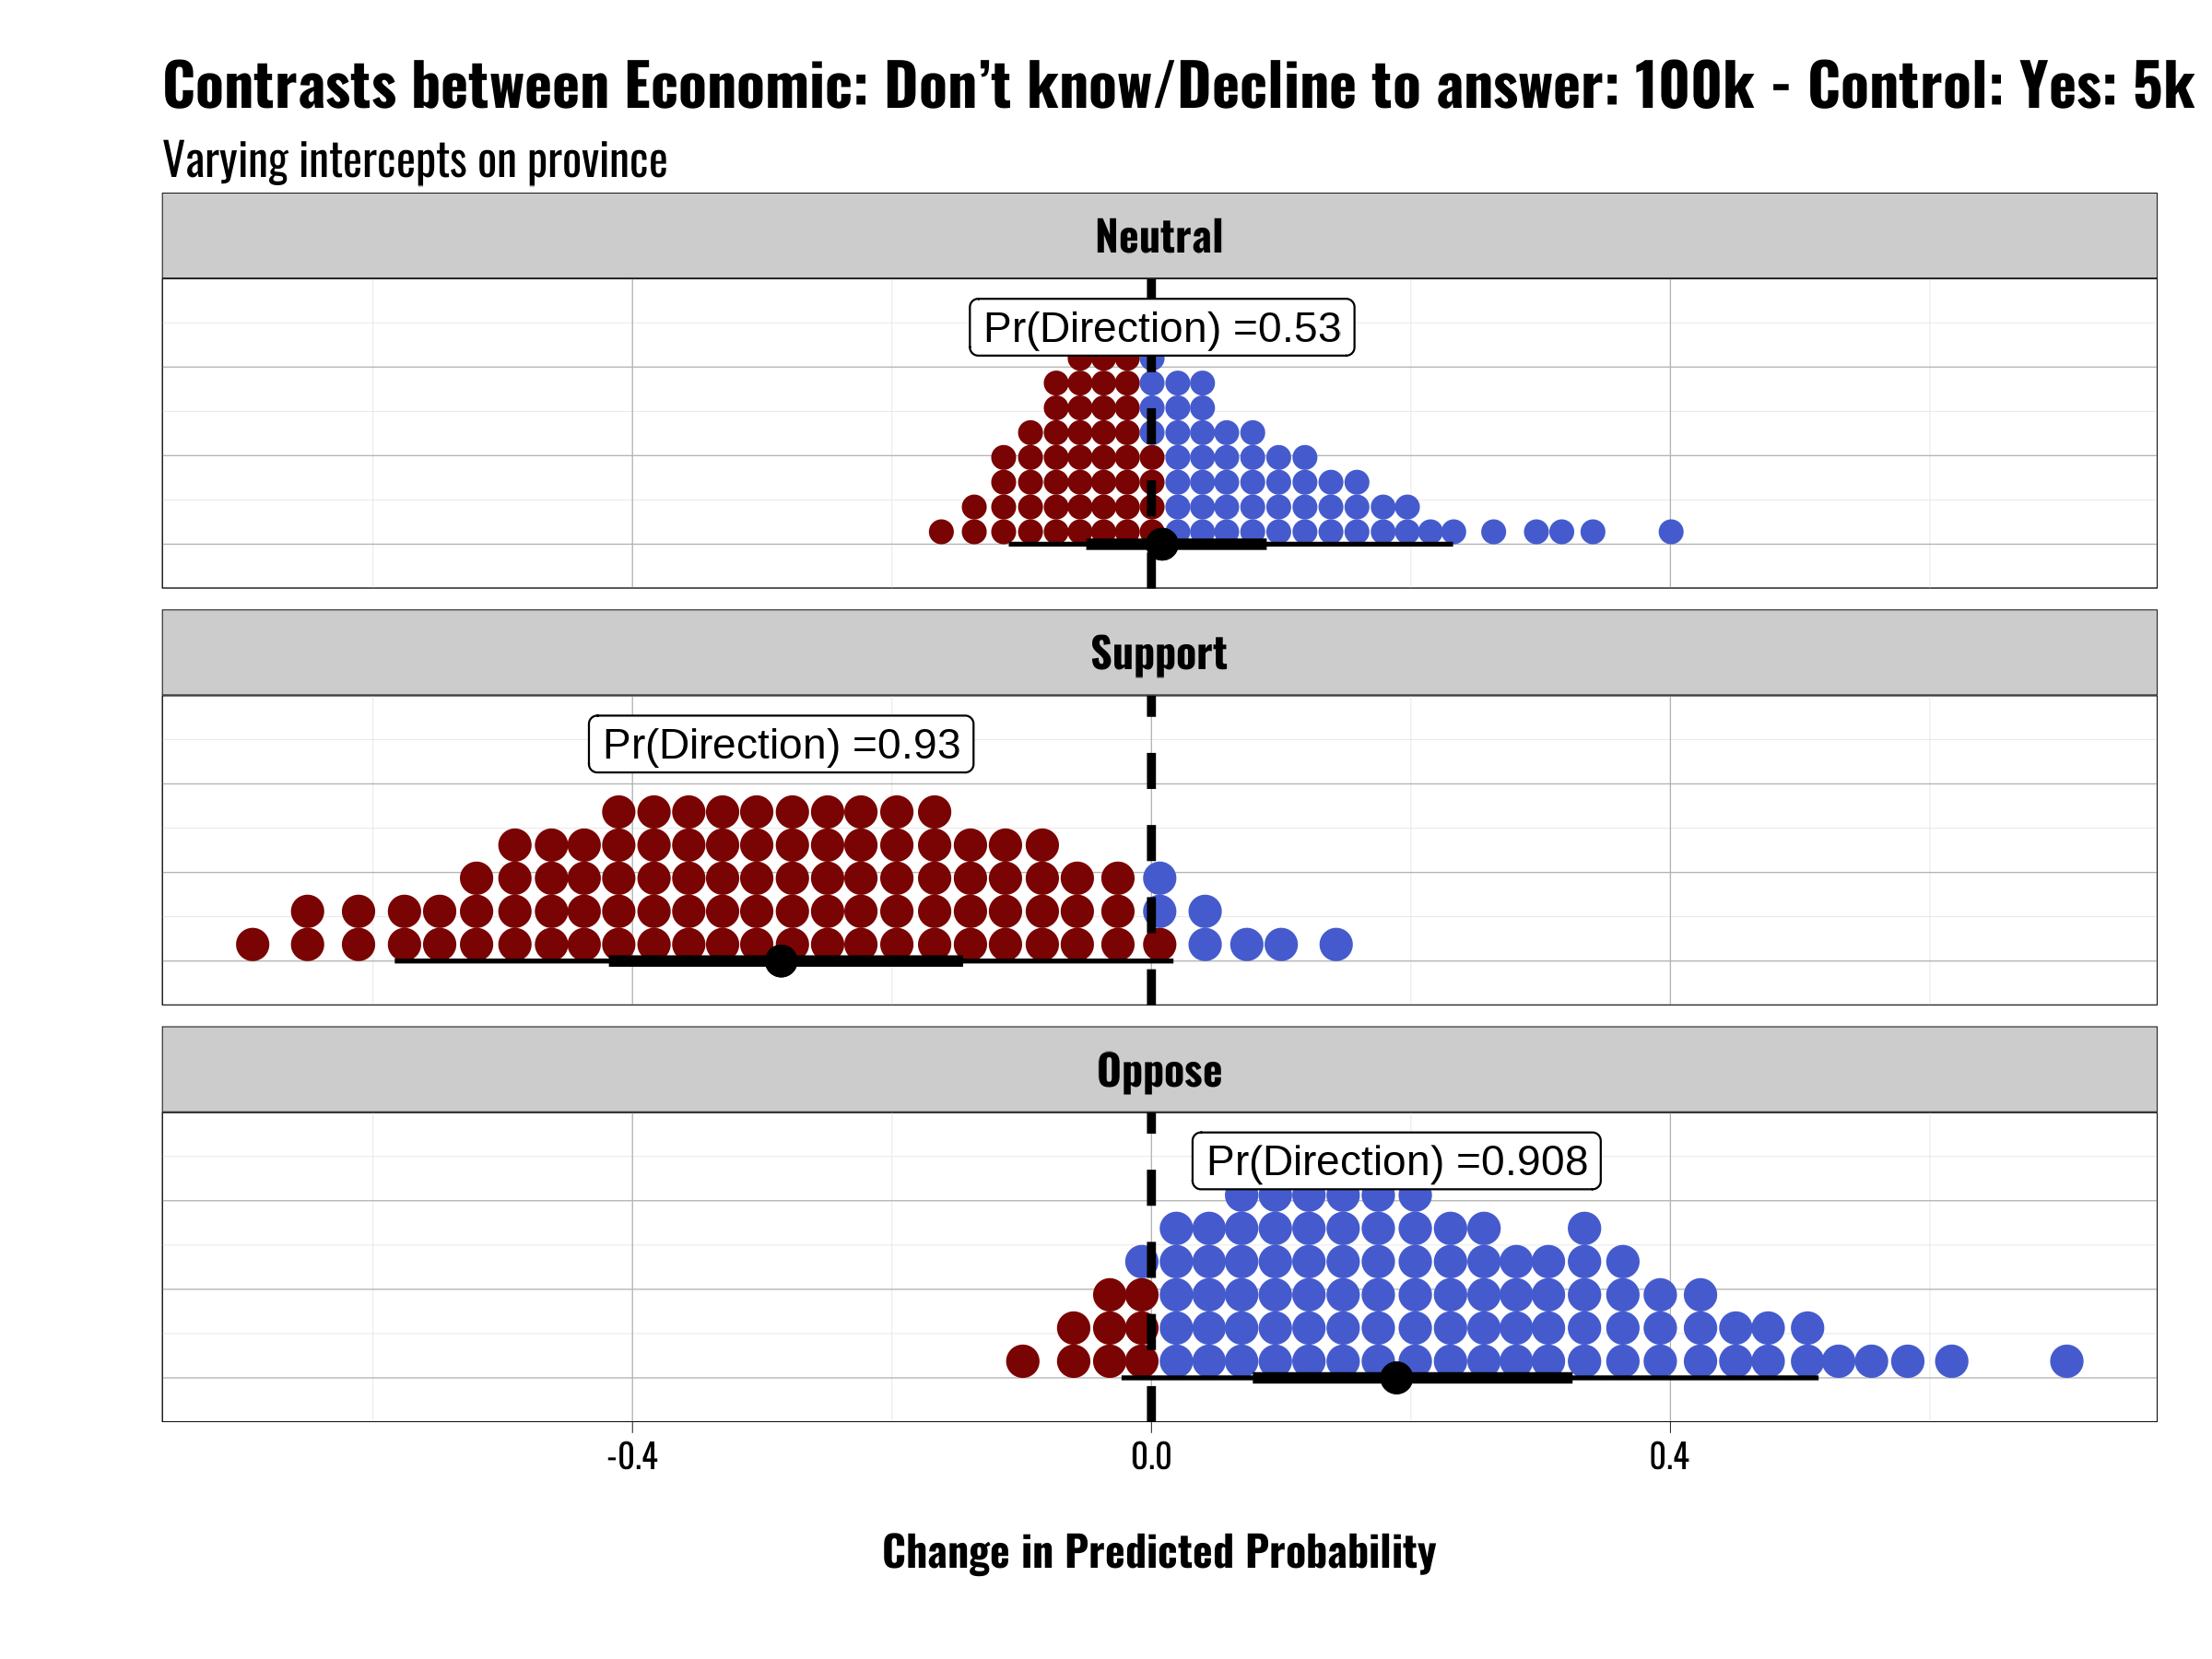 Contrasts between Economic: Don’t know/Decline to answer: 100k - Control: Yes: 5k
Varying intercepts on province
Neutral
Pr(Direction) =0.53
Support
Pr(Direction) =0.93
Oppose
Pr(Direction) =0.908
-0.4 0.0 0.4
Change in Predicted Probability